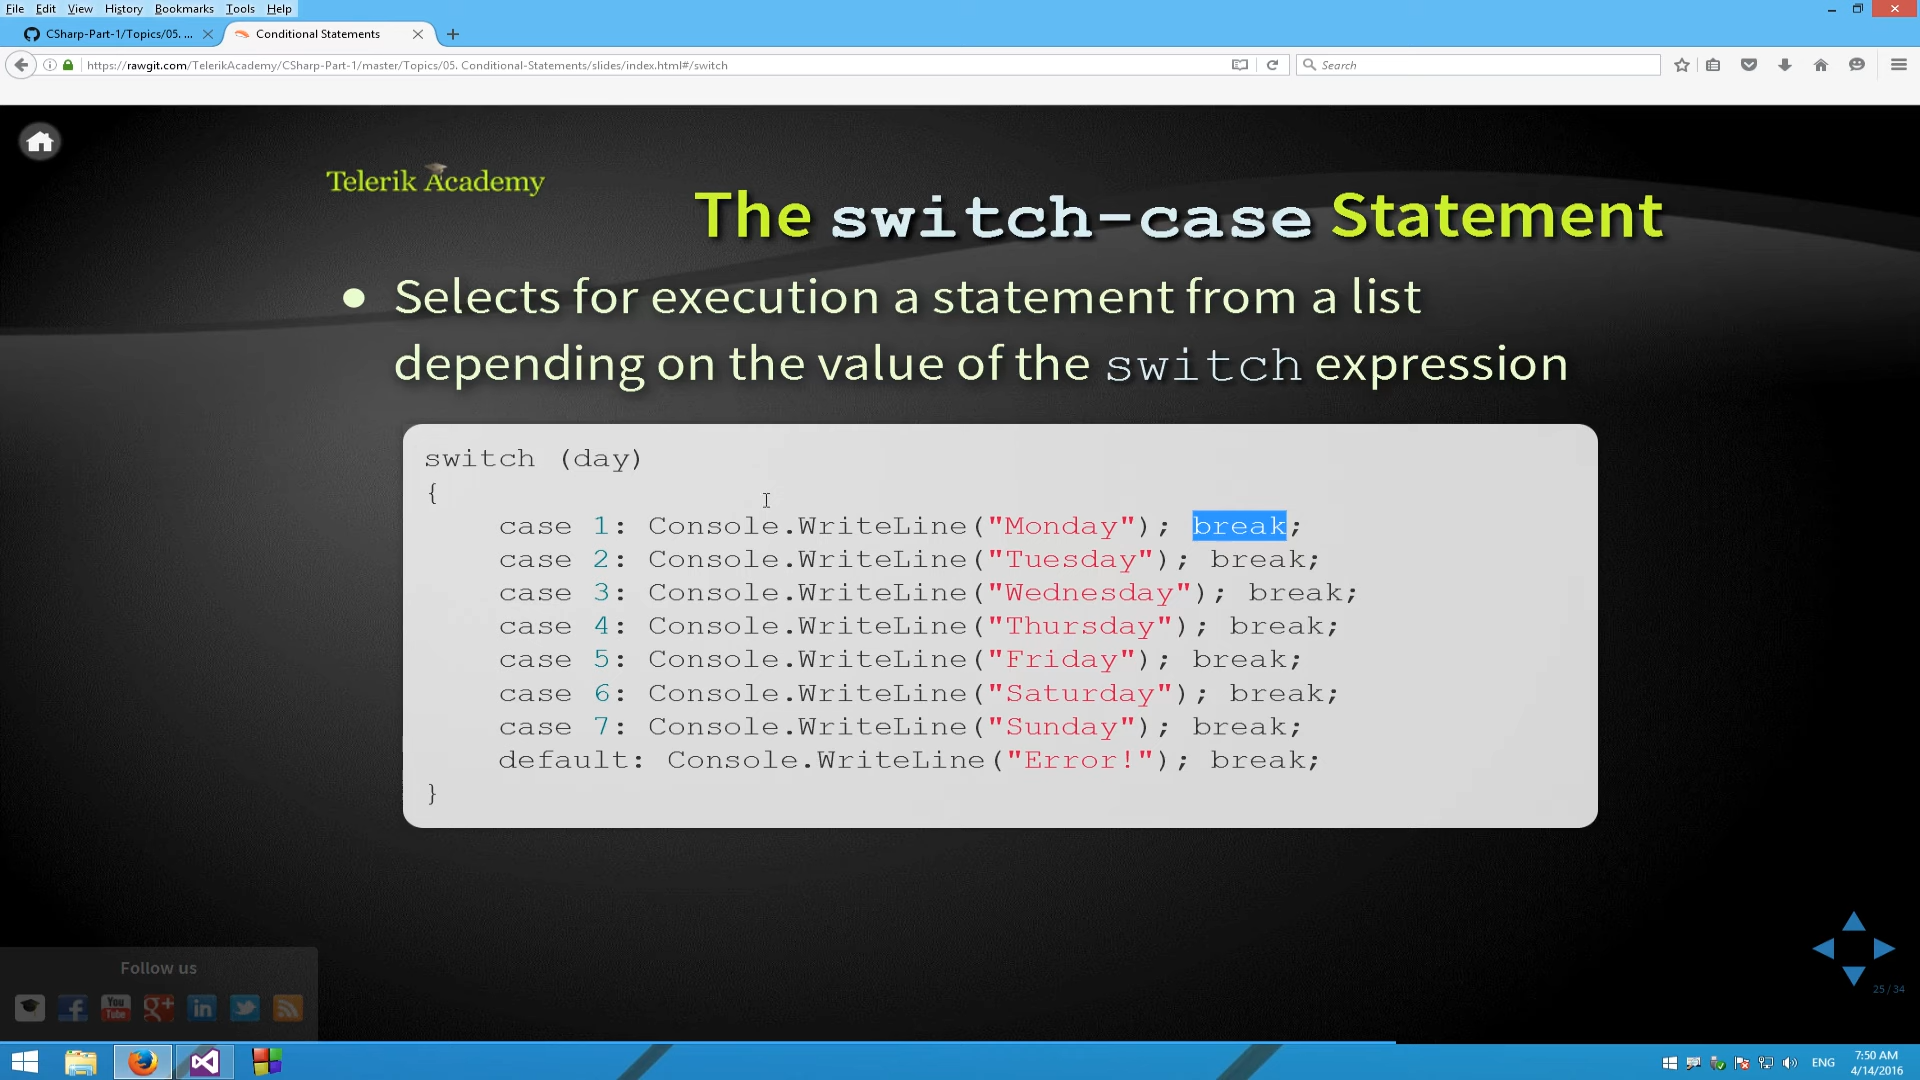 File Edit View History Bookmarks Tools Help
CSharp-Part-1/Topics/05. ...
Conditional Statements
https://rawgit.com/TelerikAcademy/CSharp-Part-1/master/Topics/05. Conditional-Statements/slides/index.html#/switch
Search
Telerik Academy
The switch-case Statement
Selects for execution a statement from a list
depending on the value of the switch expression
switch (day)
{
case 1: Console.WriteLine("Monday"); break;
case 2: Console.WriteLine("Tuesday"); break;
case 3: Console.WriteLine("Wednesday"); break;
case 4: Console.WriteLine("Thursday"); break;
case 5: Console.WriteLine("Friday"); break;
case 6: Console.WriteLine("Saturday"); break;
case 7: Console.WriteLine("Sunday"); break;
default: Console.WriteLine("Error!"); break;
}
25 / 34
Follow us
You
Tube
g+
in
ENG
7:50 AM
4/14/2016